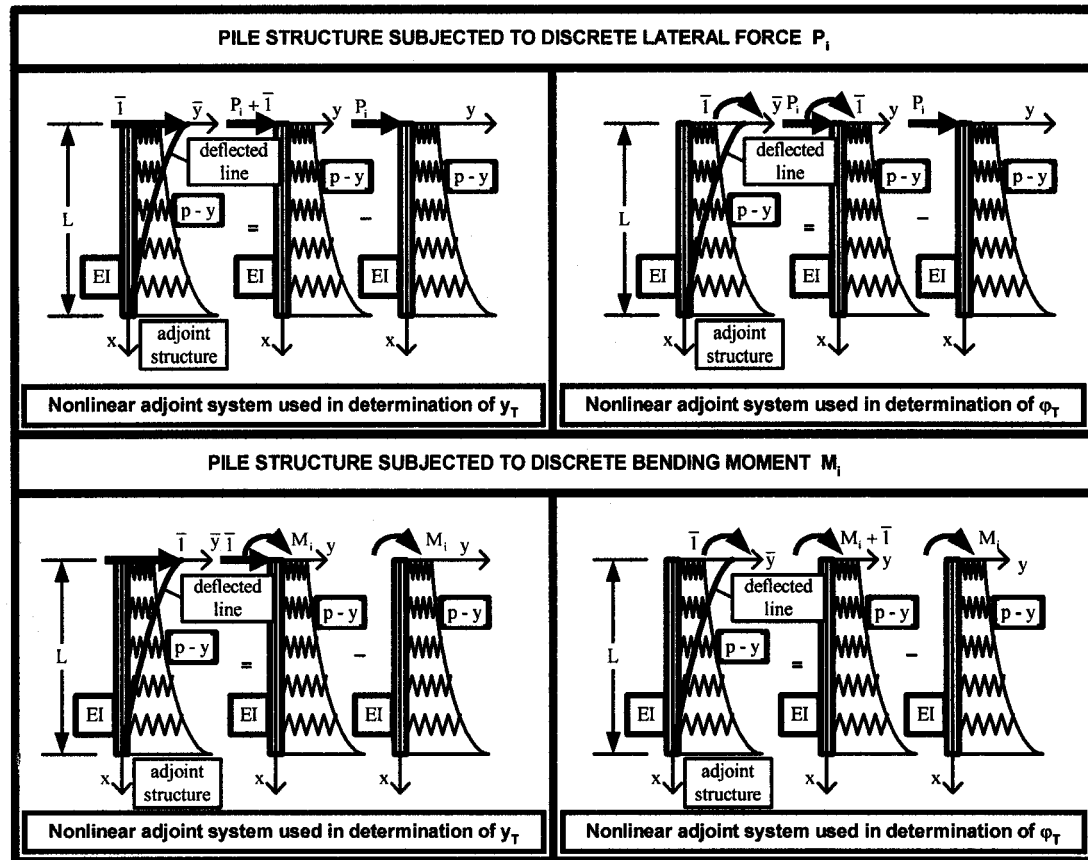 PILE STRUCTURE SUBJECTED TO DISCRETE LATERAL FORCE Pᵢ
1̄ ȳ Pᵢ + 1̄ y Pᵢ y
deflected
line
p - y p - y
p - y
L
= −
EI EI EI
adjoint
structure
x x x
Nonlinear adjoint system used in determination of y_T
1̄ ȳ Pᵢ 1̄ y Pᵢ y
deflected
line
p - y p - y
p - y
L
= −
EI EI EI
adjoint
structure
x x x
Nonlinear adjoint system used in determination of φ_T
PILE STRUCTURE SUBJECTED TO DISCRETE BENDING MOMENT Mᵢ
1̄ ȳ 1̄ Mᵢ y Mᵢ y
deflected
line
p - y p - y
p - y
L
= −
EI EI EI
adjoint
structure
x x x
Nonlinear adjoint system used in determination of y_T
1̄ ȳ Mᵢ + 1̄ y Mᵢ y
deflected
line
p - y p - y
p - y
L
= −
EI EI EI
adjoint
structure
x x x
Nonlinear adjoint system used in determination of φ_T